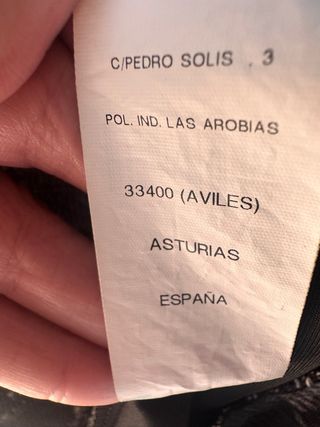 C/PEDRO SOLIS , 3
POL. IND. LAS AROBIAS
33400 (AVILES)
ASTURIAS
ESPAÑA